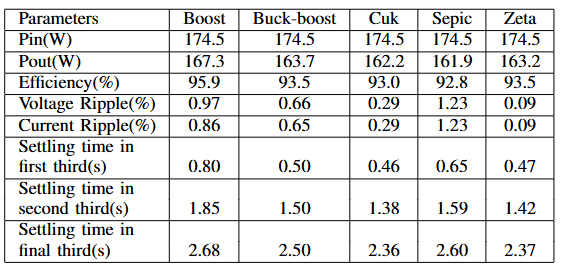 Parameters Boost Buck-boost Cuk Sepic Zeta
Pin(W) 174.5 174.5 174.5 174.5 174.5
Pout(W) 167.3 163.7 162.2 161.9 163.2
Efficiency(%) 95.9 93.5 93.0 92.8 93.5
Voltage Ripple(%) 0.97 0.66 0.29 1.23 0.09
Current Ripple(%) 0.86 0.65 0.29 1.23 0.09
Settling time in
first third(s) 0.80 0.50 0.46 0.65 0.47
Settling time in
second third(s) 1.85 1.50 1.38 1.59 1.42
Settling time in
final third(s) 2.68 2.50 2.36 2.60 2.37